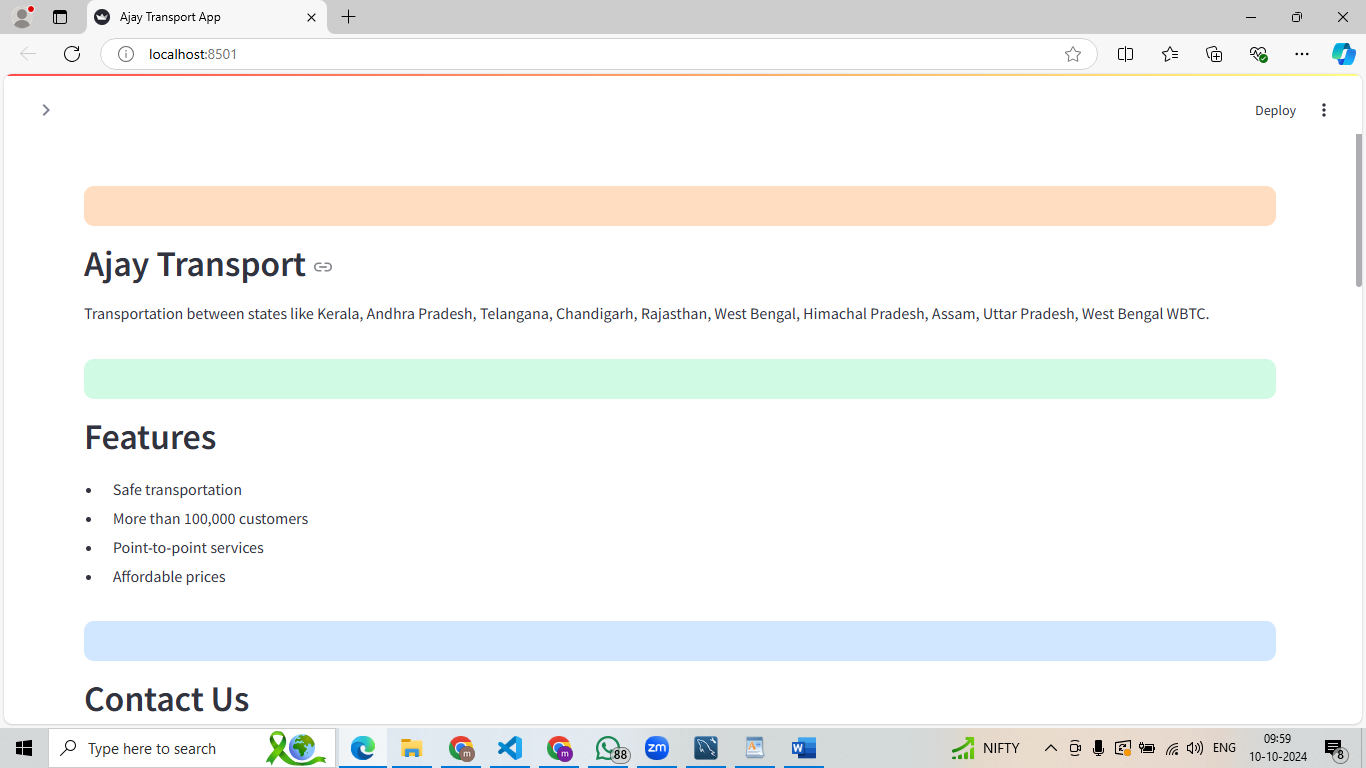 Ajay Transport App
localhost:8501
Deploy
Ajay Transport
Transportation between states like Kerala, Andhra Pradesh, Telangana, Chandigarh, Rajasthan, West Bengal, Himachal Pradesh, Assam, Uttar Pradesh, West Bengal WBTC.
Features
• Safe transportation
• More than 100,000 customers
• Point-to-point services
• Affordable prices
Contact Us
Type here to search
m
m
88
zm
W
NIFTY
ENG
09:59
10-10-2024
8